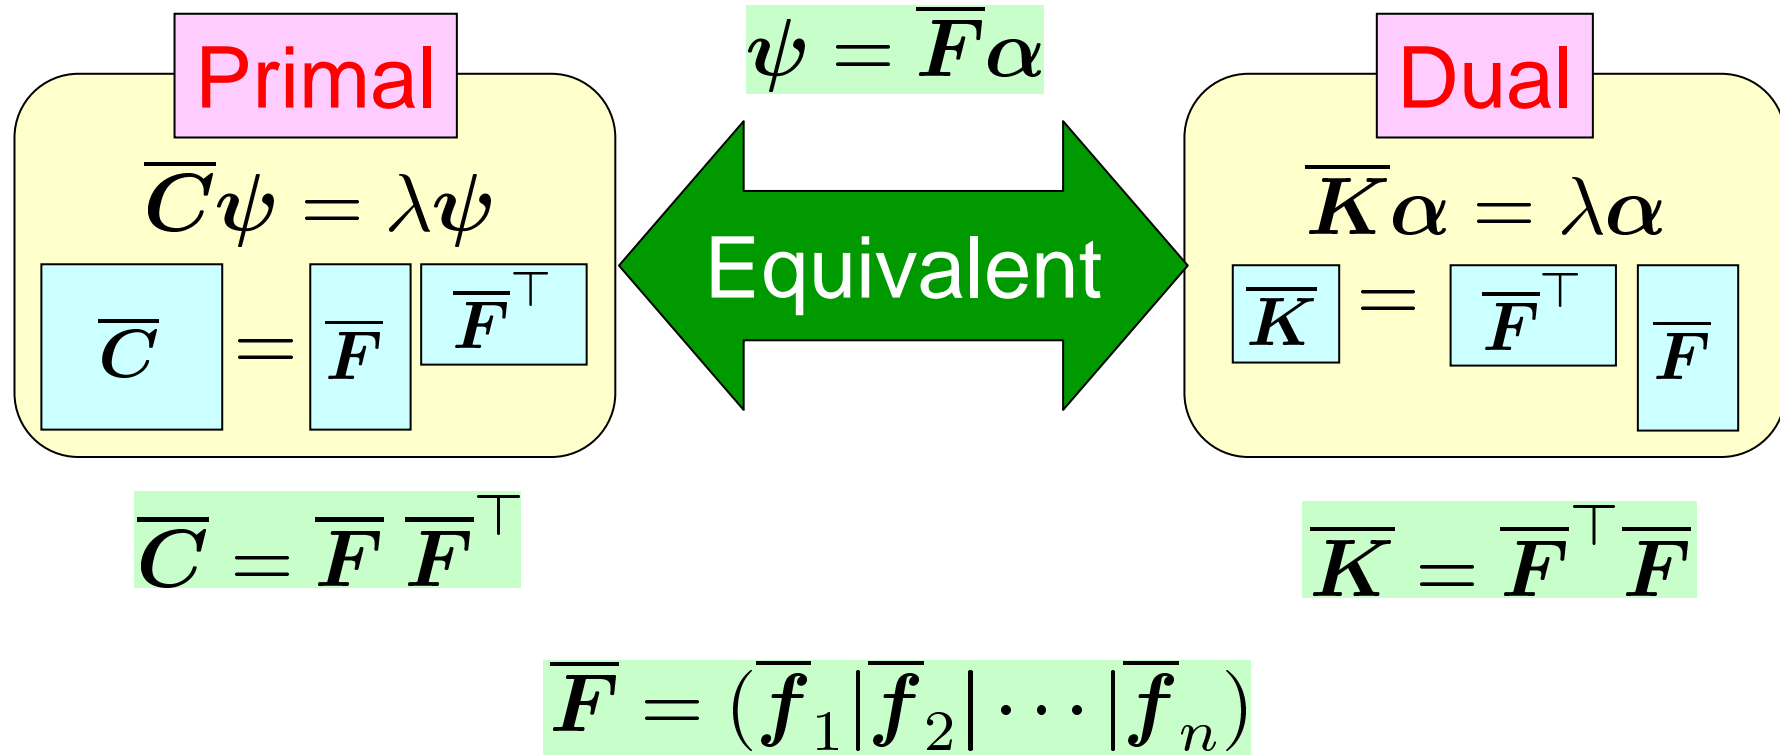 Primal
C̅ψ = λψ
C̅ = F̅ F̅^⊤
C̅ = F̅ F̅^⊤
ψ = F̅α
Equivalent
Dual
K̅α = λα
K̅ = F̅^⊤ F̅
K̅ = F̅^⊤ F̅
F̅ = (f̅₁|f̅₂| ··· |f̅ₙ)